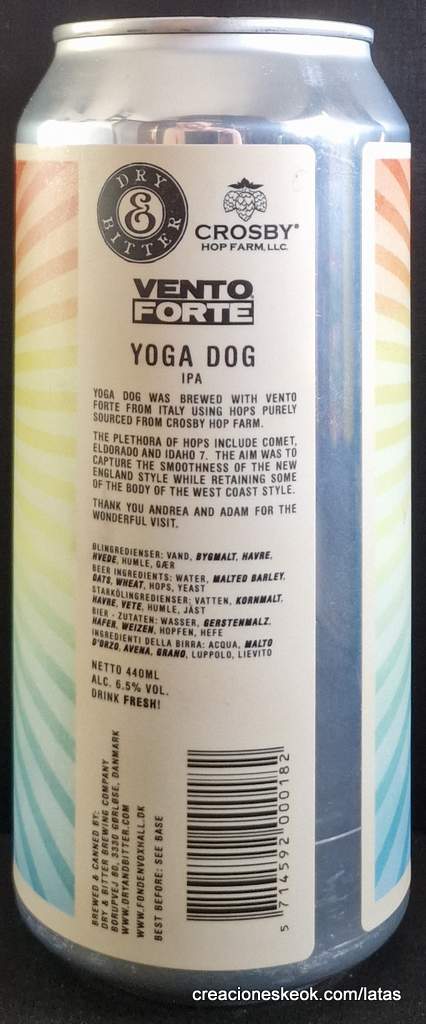 DRY
&
BITTER
CROSBY®
HOP FARM, LLC.
VENTO
FORTE
YOGA DOG
IPA
YOGA DOG WAS BREWED WITH VENTO
FORTE FROM ITALY USING HOPS PURELY
SOURCED FROM CROSBY HOP FARM.
THE PLETHORA OF HOPS INCLUDE COMET,
ELDORADO AND IDAHO 7. THE AIM WAS TO
CAPTURE THE SMOOTHNESS OF THE NEW
ENGLAND STYLE WHILE RETAINING SOME
OF THE BODY OF THE WEST COAST STYLE.
THANK YOU ANDREA AND ADAM FOR THE
WONDERFUL VISIT.
ØLINGREDIENSER: VAND, BYGMALT, HAVRE,
HVEDE, HUMLE, GÆR
BEER INGREDIENTS: WATER, MALTED BARLEY,
OATS, WHEAT, HOPS, YEAST
STARKÖLINGREDIENSER: VATTEN, KORNMALT,
HAVRE, VETE, HUMLE, JÄST
BIER - ZUTATEN: WASSER, GERSTENMALZ,
HAFER, WEIZEN, HOPFEN, HEFE
INGREDIENTI DELLA BIRRA: ACQUA, MALTO
D'ORZO, AVENA, GRANO, LUPPOLO, LIEVITO
NETTO 440ML
ALC. 6.5% VOL.
DRINK FRESH!
BREWED & CANNED BY:
DRY & BITTER BREWING COMPANY
BORUPVEJ 80, 3330 GØRLØSE, DANMARK
WWW.DRYANDBITTER.COM
WWW.FONDENVOXHALL.DK
BEST BEFORE: SEE BASE
5 714592 000182
creacioneskeok.com/latas